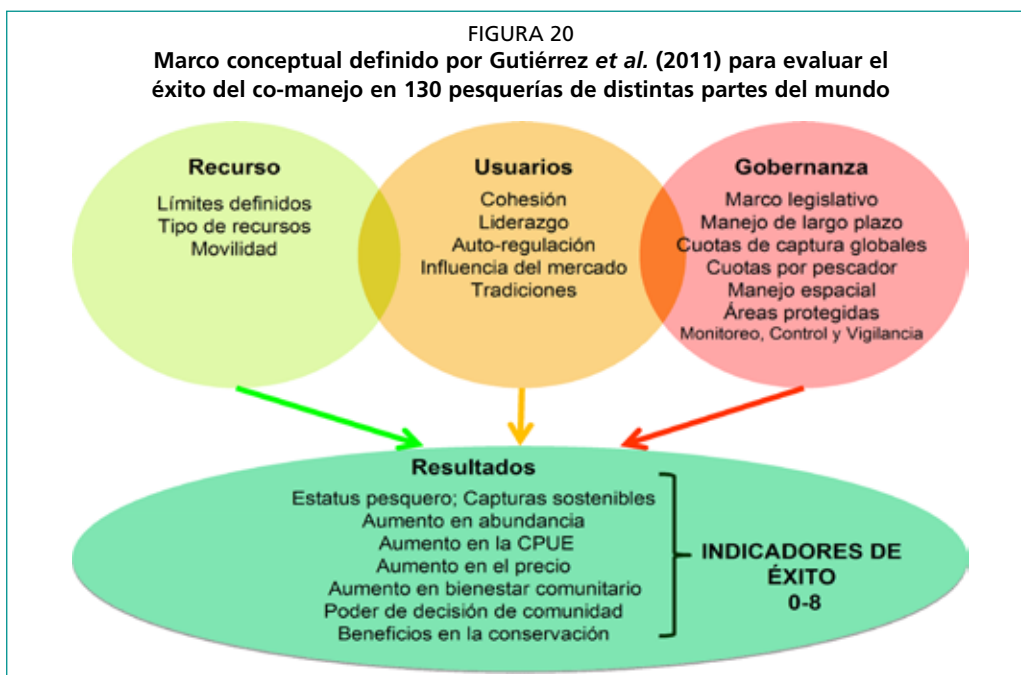 FIGURA 20
Marco conceptual definido por Gutiérrez et al. (2011) para evaluar el
éxito del co-manejo en 130 pesquerías de distintas partes del mundo
Recurso
Límites definidos
Tipo de recursos
Movilidad
Usuarios
Cohesión
Liderazgo
Auto-regulación
Influencia del mercado
Tradiciones
Gobernanza
Marco legislativo
Manejo de largo plazo
Cuotas de captura globales
Cuotas por pescador
Manejo espacial
Áreas protegidas
Monitoreo, Control y Vigilancia
Resultados
Estatus pesquero; Capturas sostenibles
Aumento en abundancia
Aumento en la CPUE
Aumento en el precio
Aumento en bienestar comunitario
Poder de decisión de comunidad
Beneficios en la conservación
INDICADORES DE
ÉXITO
0-8